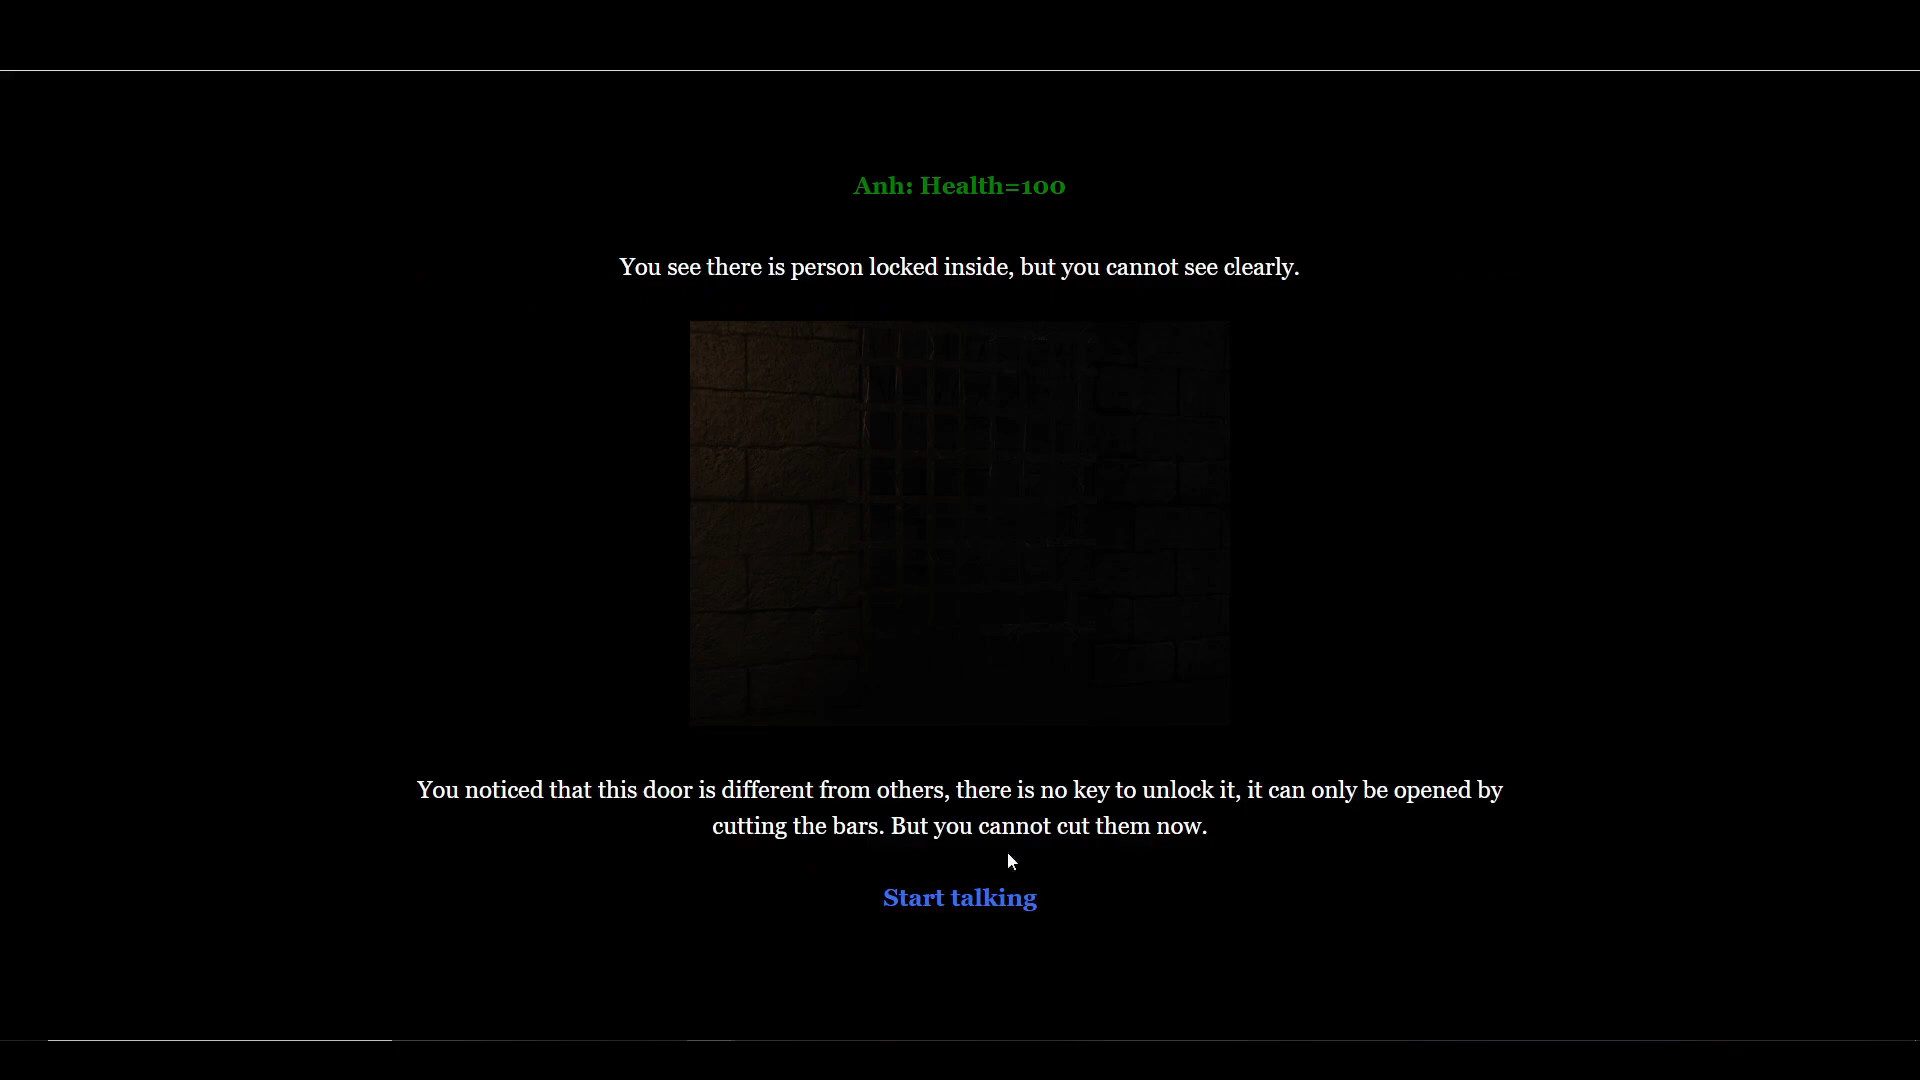 Anh: Health=100
You see there is person locked inside, but you cannot see clearly.
You noticed that this door is different from others, there is no key to unlock it, it can only be opened by
cutting the bars. But you cannot cut them now.
Start talking